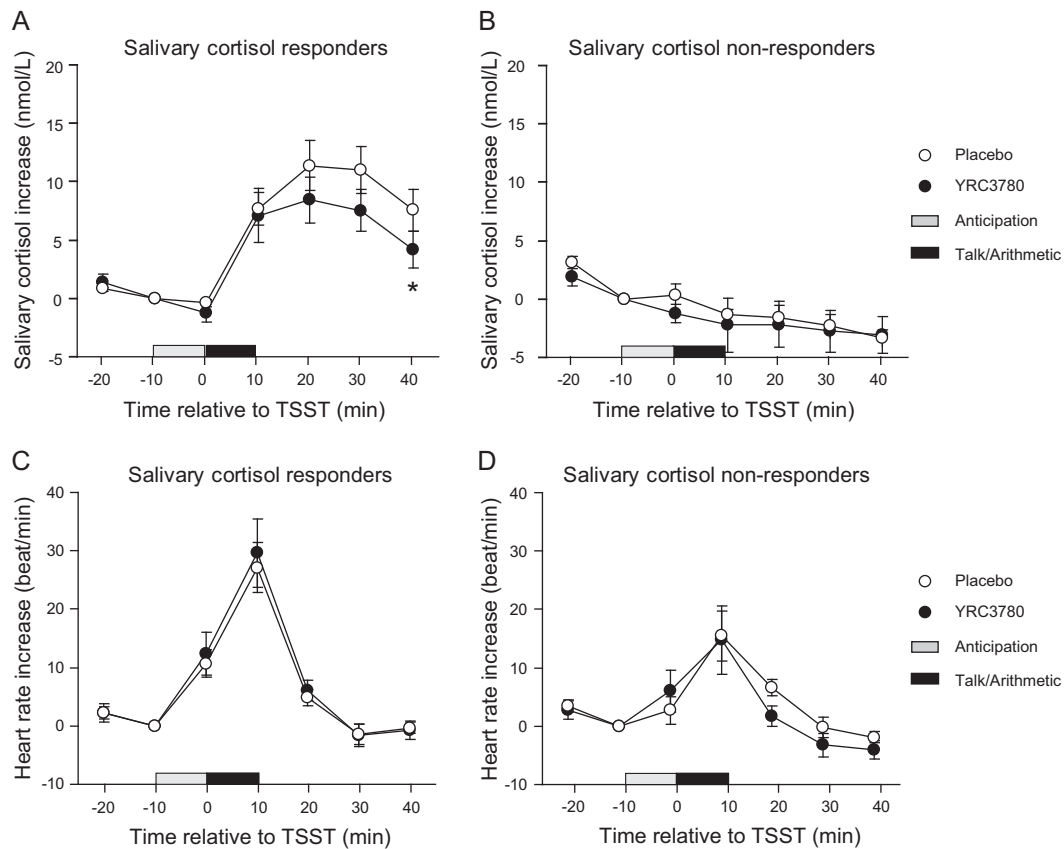 A
Salivary cortisol responders
Salivary cortisol increase (nmol/L)
20
15
10
5
0
-5
*
-20 -10 0 10 20 30 40
Time relative to TSST (min)
B
Salivary cortisol non-responders
Salivary cortisol increase (nmol/L)
20
15
10
5
0
-5
-20 -10 0 10 20 30 40
Time relative to TSST (min)
Placebo
YRC3780
Anticipation
Talk/Arithmetic
C
Salivary cortisol responders
Heart rate increase (beat/min)
40
30
20
10
0
-10
-20 -10 0 10 20 30 40
Time relative to TSST (min)
D
Salivary cortisol non-responders
Heart rate increase (beat/min)
40
30
20
10
0
-10
-20 -10 0 10 20 30 40
Time relative to TSST (min)
Placebo
YRC3780
Anticipation
Talk/Arithmetic